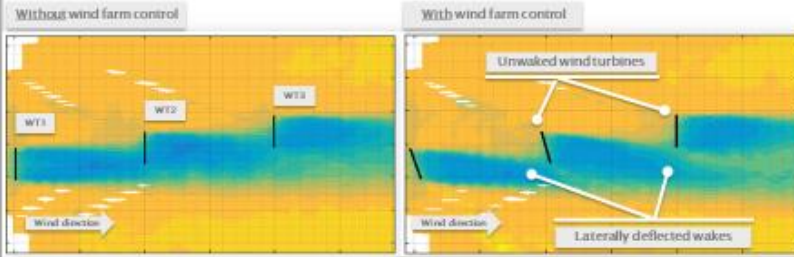 Without wind farm control
WT1
WT2
WT3
Wind direction
With wind farm control
Unwaked wind turbines
Wind direction
Laterally deflected wakes